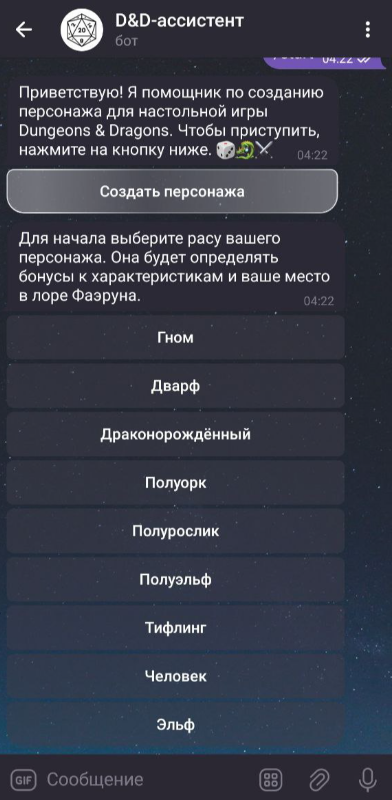 D&D-ассистент
бот
04:22
Приветствую! Я помощник по созданию
персонажа для настольной игры
Dungeons & Dragons. Чтобы приступить,
нажмите на кнопку ниже. 🎲🐉⚔️ 04:22
Создать персонажа
Для начала выберите расу вашего
персонажа. Она будет определять
бонусы к характеристикам и ваше место
в лоре Фаэруна. 04:22
Гном
Дварф
Драконорождённый
Полуорк
Полурослик
Полуэльф
Тифлинг
Человек
Эльф
GIF Сообщение